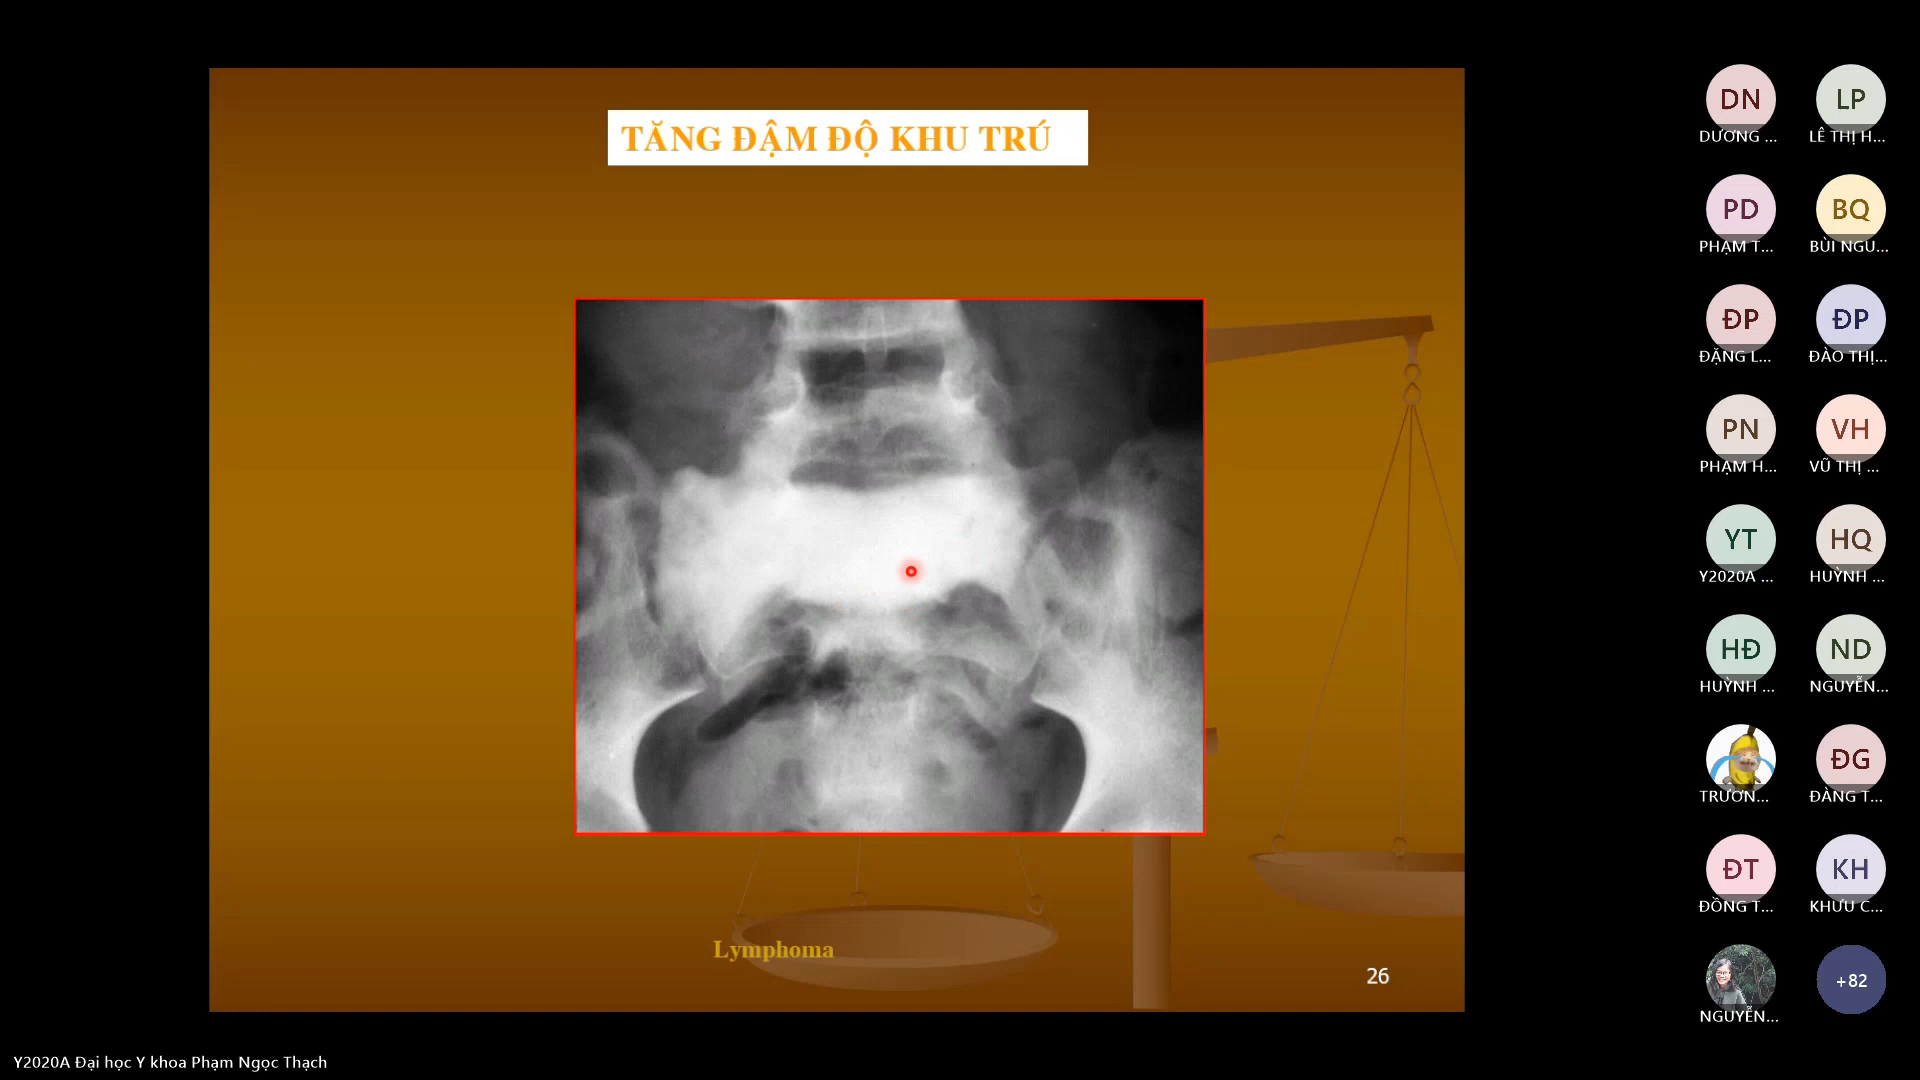 TĂNG ĐẬM ĐỘ KHU TRÚ
Lymphoma
26
DN
DƯƠNG ...
LP
LÊ THỊ H...
PD
PHẠM T...
BQ
BÙI NGU...
ĐP
ĐẶNG L...
ĐP
ĐÀO THỊ...
PN
PHẠM H...
VH
VŨ THỊ ...
YT
Y2020A ...
HQ
HUỲNH ...
HĐ
HUỲNH ...
ND
NGUYỄN...
TRƯƠN...
ĐG
ĐÀNG T...
ĐT
ĐỒNG T...
KH
KHƯU C...
NGUYỄN...
+82
Y2020A Đại học Y khoa Phạm Ngọc Thạch